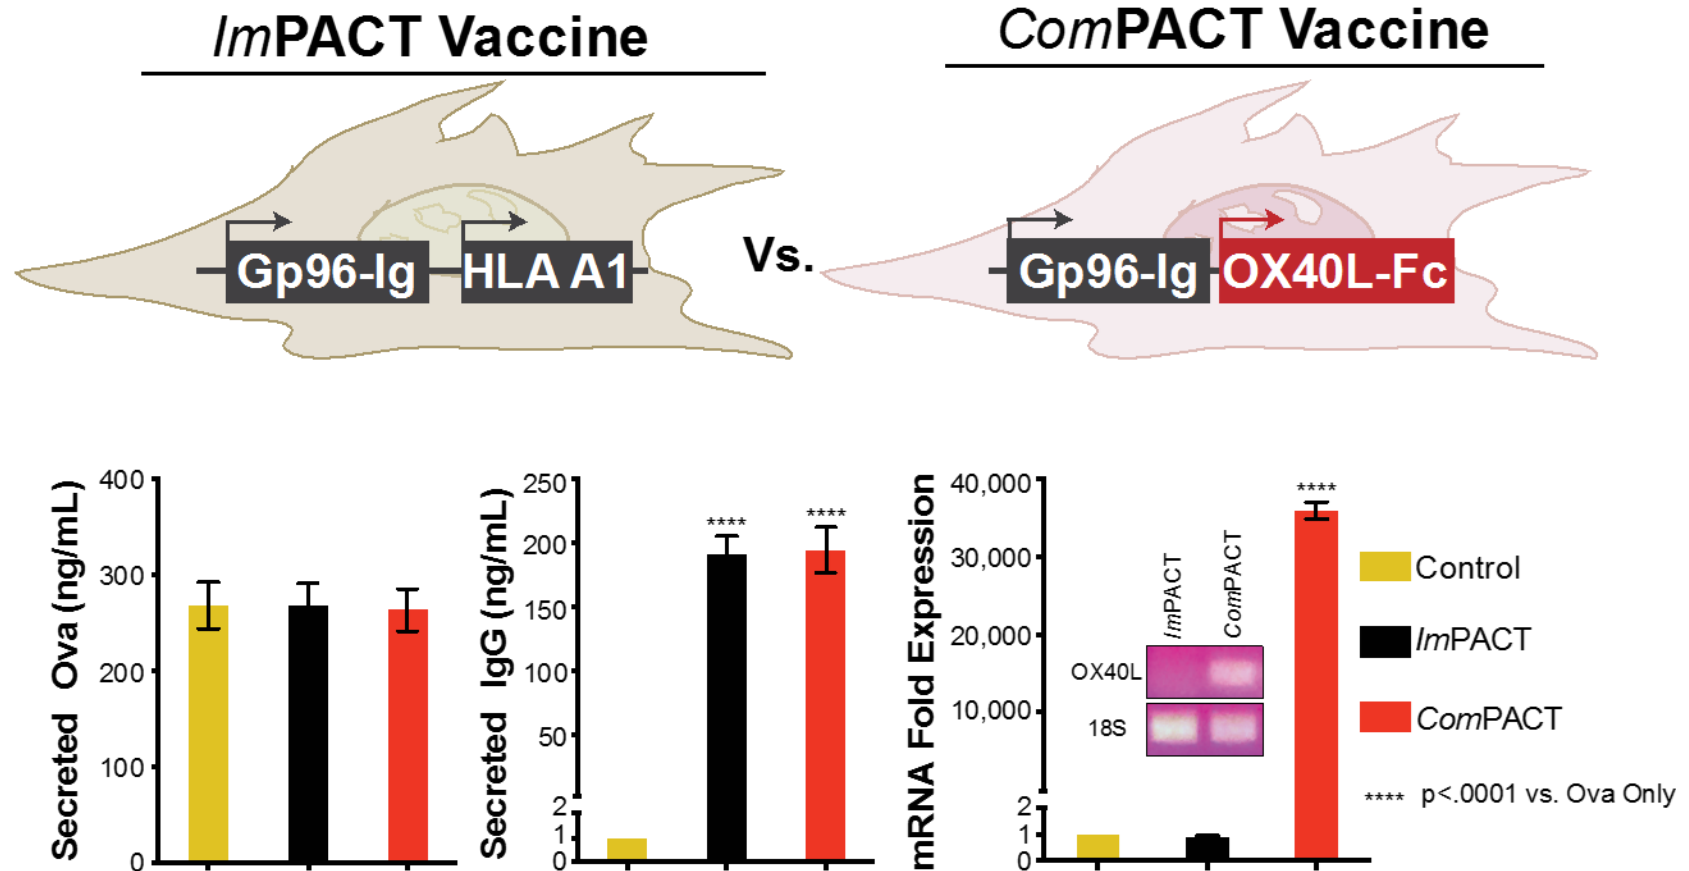 ImPACT Vaccine
ComPACT Vaccine
Gp96-Ig
HLA A1
Vs.
Gp96-Ig
OX40L-Fc
Secreted Ova (ng/mL)
400
300
200
100
0
Secreted IgG (ng/mL)
250
200
150
100
50
2
1
0
****
****
mRNA Fold Expression
40,000
30,000
20,000
10,000
2
1
0
****
ImPACT
ComPACT
OX40L
18S
Control
ImPACT
ComPACT
**** p<.0001 vs. Ova Only